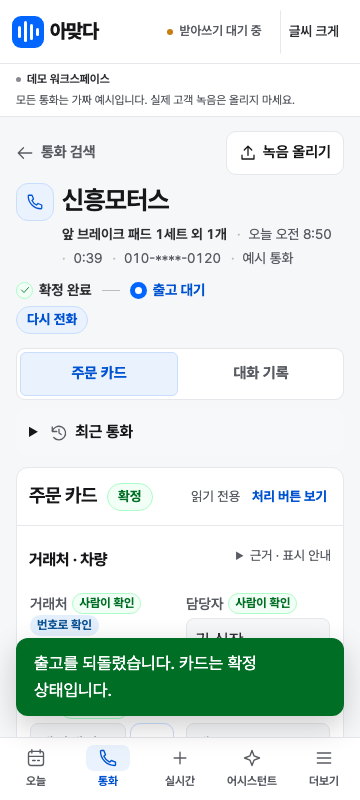 아맞다
받아쓰기 대기 중
글씨 크게
데모 워크스페이스
모든 통화는 가짜 예시입니다. 실제 고객 녹음은 올리지 마세요.
통화 검색
녹음 올리기
신흥모터스
앞 브레이크 패드 1세트 외 1개 · 오늘 오전 8:50
· 0:39 · 010-****-0120 · 예시 통화
확정 완료
출고 대기
다시 전화
주문 카드
대화 기록
최근 통화
주문 카드
확정
읽기 전용
처리 버튼 보기
거래처 · 차량
근거 · 표시 안내
거래처
사람이 확인
담당자
사람이 확인
번호로 확인
출고를 되돌렸습니다. 카드는 확정
상태입니다.
오늘
통화
실시간
어시스턴트
더보기